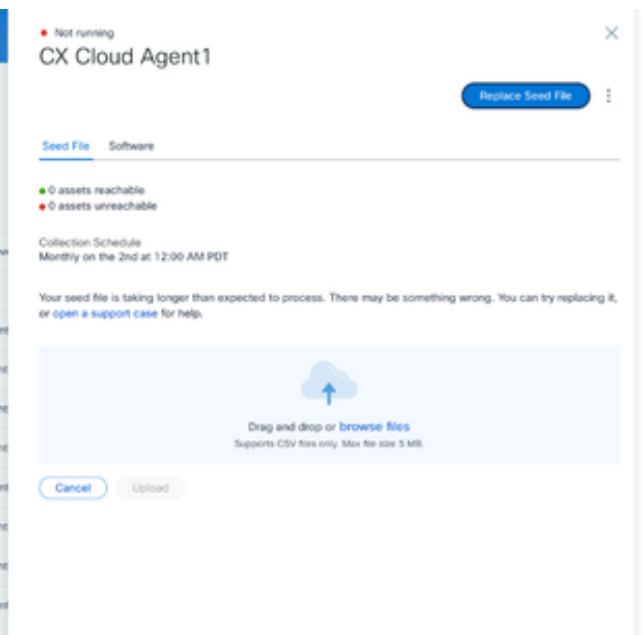 Not running
CX Cloud Agent1
Replace Seed File
Seed File Software
0 assets reachable
0 assets unreachable
Collection Schedule
Monthly on the 2nd at 12:00 AM PDT
Your seed file is taking longer than expected to process. There may be something wrong. You can try replacing it,
or open a support case for help.
Drag and drop or browse files
Supports CSV files only. Max file size 5 MB.
Cancel Upload